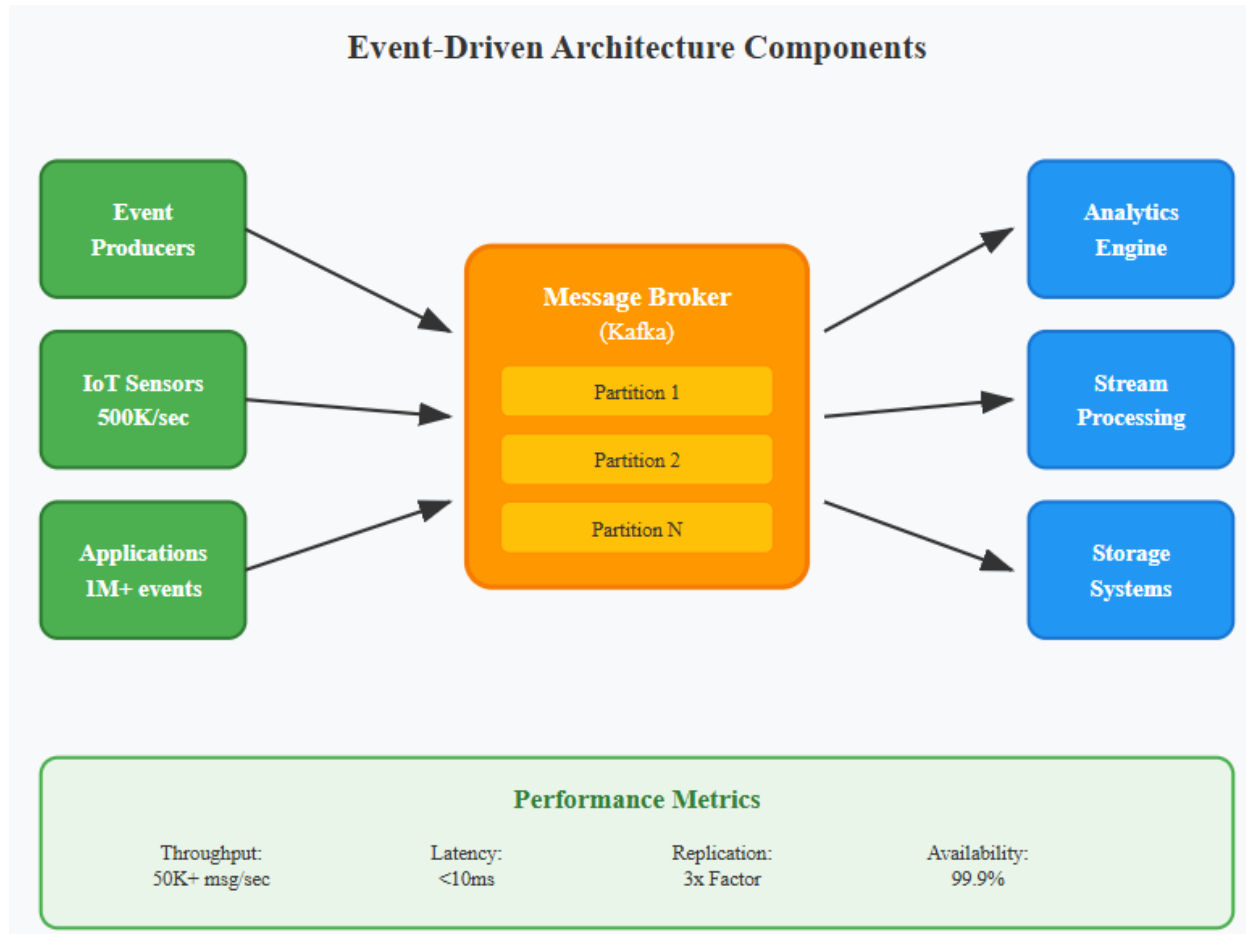 Event-Driven Architecture Components
Event
Producers
IoT Sensors
500K/sec
Applications
1M+ events
Message Broker
(Kafka)
Partition 1
Partition 2
Partition N
Analytics
Engine
Stream
Processing
Storage
Systems
Performance Metrics
Throughput:
50K+ msg/sec
Latency:
<10ms
Replication:
3x Factor
Availability:
99.9%